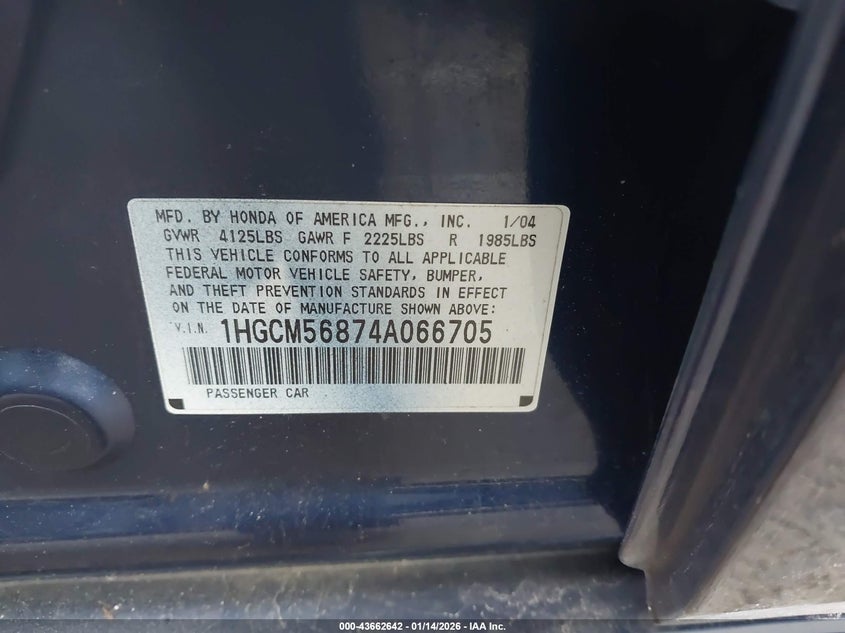 MFD. BY HONDA OF AMERICA MFG., INC. 1/04
GVWR 4125LBS GAWR F 2225LBS R 1985LBS
THIS VEHICLE CONFORMS TO ALL APPLICABLE
FEDERAL MOTOR VEHICLE SAFETY, BUMPER,
AND THEFT PREVENTION STANDARDS IN EFFECT
ON THE DATE OF MANUFACTURE SHOWN ABOVE:
V.I.N. 1HGCM56874A066705
PASSENGER CAR
000-43662642 - 01/14/2026 - IAA Inc.